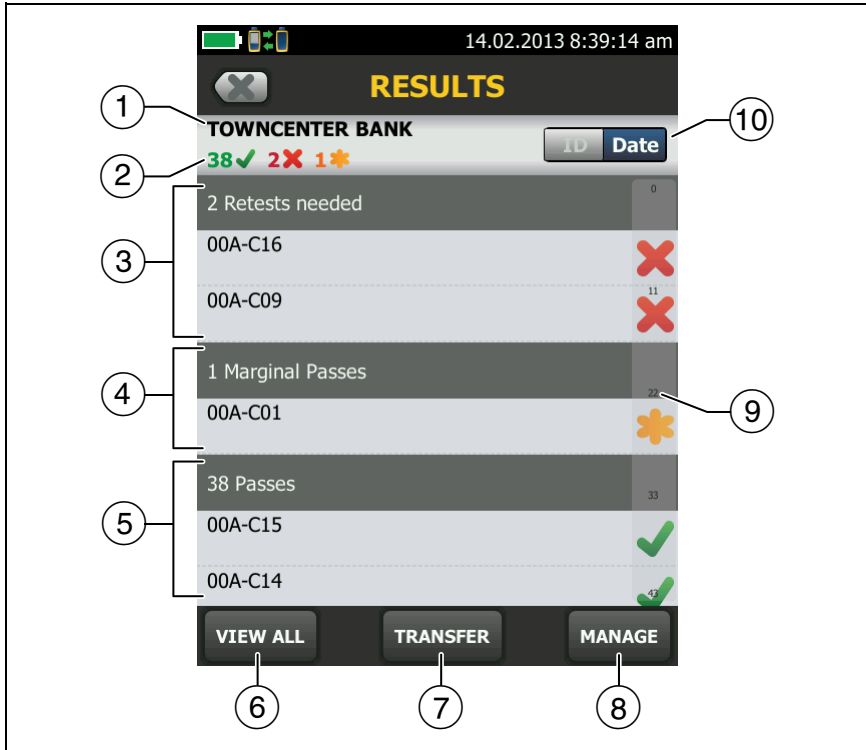 14.02.2013 8:39:14 am
RESULTS
1
TOWNCENTER BANK
ID Date
10
2
38 2 1
3
2 Retests needed
0
00A-C16
00A-C09
11
4
1 Marginal Passes
22
9
00A-C01
5
38 Passes
33
00A-C15
00A-C14
43
VIEW ALL TRANSFER MANAGE
6 7 8